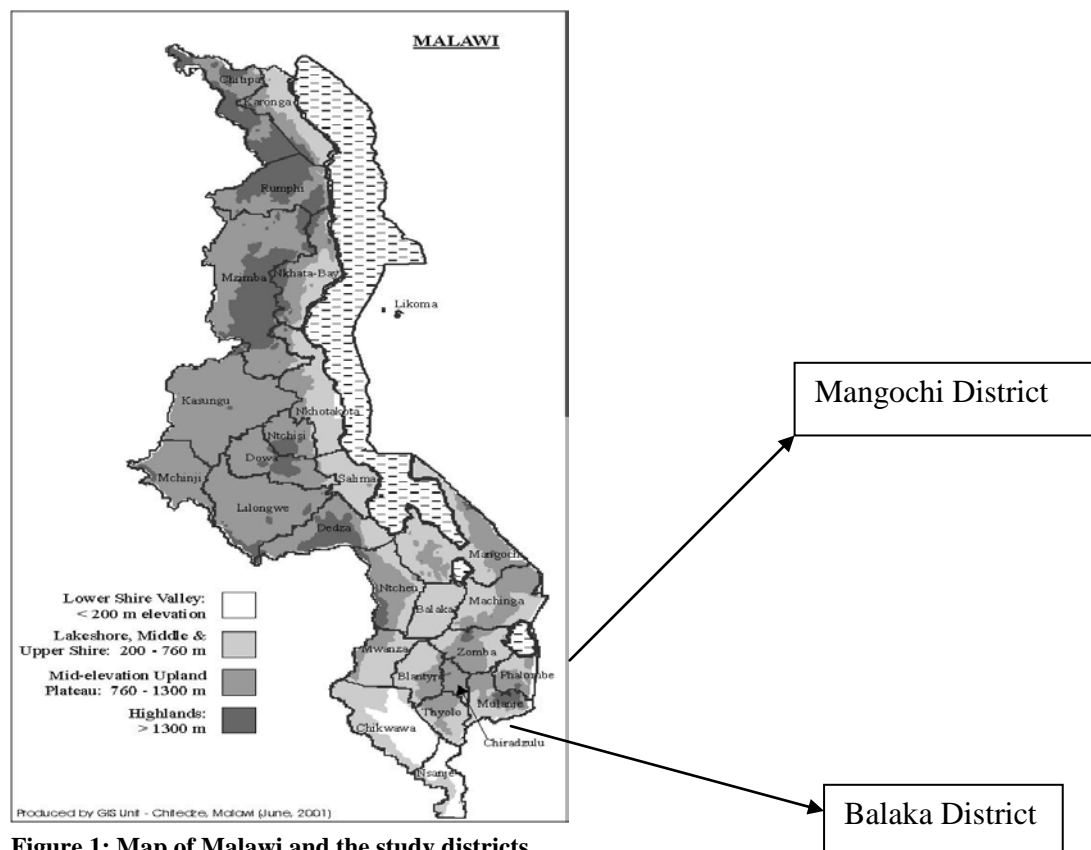 MALAWI
Chitipa
Karonga
Rumphi
Mzimba
Nkhata-Bay
Likoma
Kasungu
Nkhotakota
Ntchisi
Dowa
Mchinji
Salima
Lilongwe
Dedza
Mangochi
Ntcheu
Balaka
Machinga
Mwanza
Zomba
Blantyre
Phalombe
Mulanje
Thyolo
Chikwawa
Chiradzulu
Nsanje
Lower Shire Valley:
< 200 m elevation
Lakeshore, Middle &
Upper Shire: 200 - 760 m
Mid-elevation Upland
Plateau: 760 - 1300 m
Highlands:
> 1300 m
Produced by GIS Unit - Chitedze, Malawi (June, 2001)
Mangochi District
Balaka District
Figure 1: Map of Malawi and the study districts